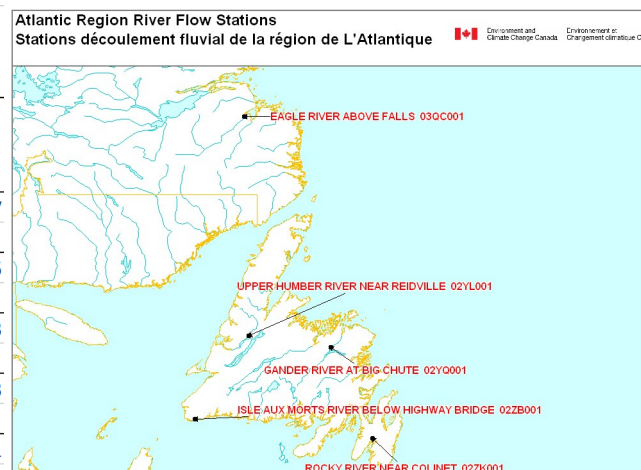 Atlantic Region River Flow Stations
Stations découlement fluvial de la région de L'Atlantique
Environment and Environnement et
Climate Change Canada Changement climatique C
EAGLE RIVER ABOVE FALLS 03QC001
UPPER HUMBER RIVER NEAR REIDVILLE 02YL001
GANDER RIVER AT BIG CHUTE 02YQ001
ISLE AUX MORTS RIVER BELOW HIGHWAY BRIDGE 02ZB001
ROCKY RIVER NEAR COLINET 02ZK001